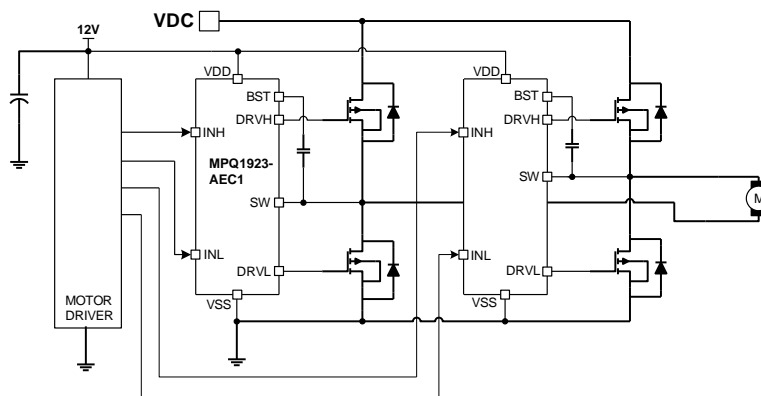 VDC
12V
VDD
VDD
BST
BST
DRVH
DRVH
INH
INH
MPQ1923-
AEC1
SW
SW
M
INL
INL
DRVL
DRVL
MOTOR
DRIVER
VSS
VSS